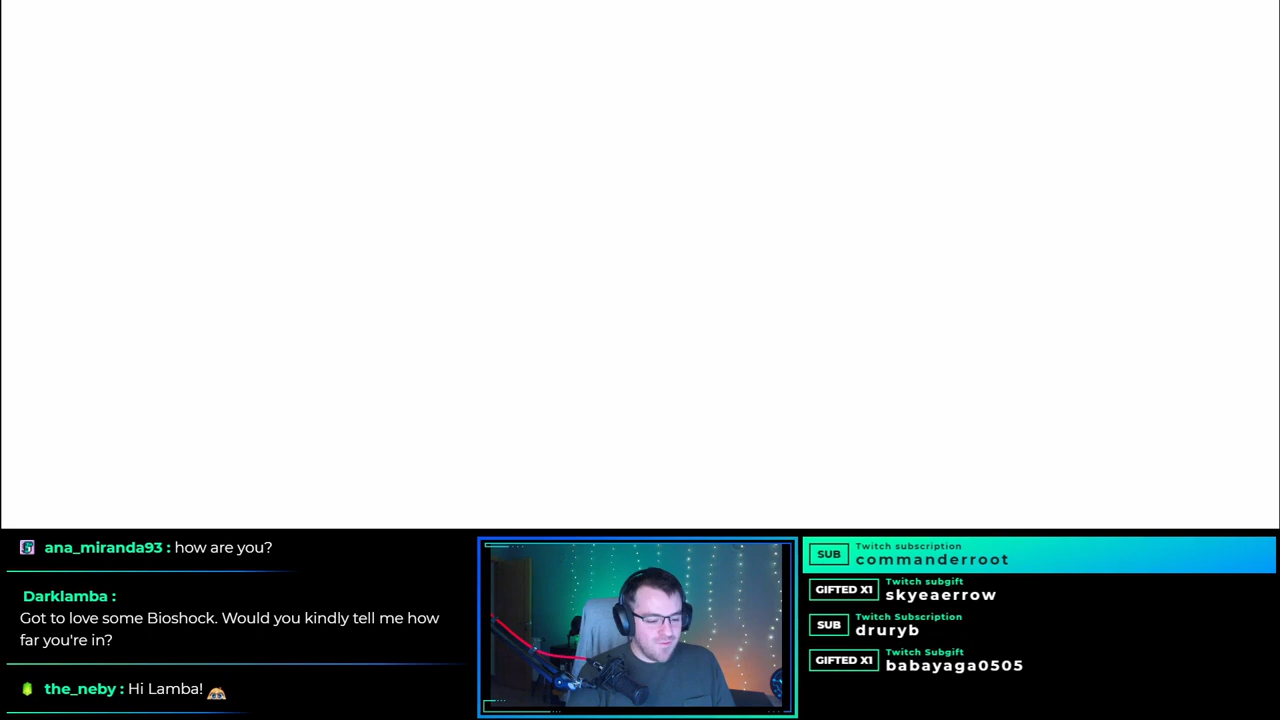 ana_miranda93 : how are you?
Darklamba :
Got to love some Bioshock. Would you kindly tell me how
far you're in?
the_neby : Hi Lamba!
SUB
Twitch subscription
commanderroot
GIFTED X1
Twitch subgift
skyeaerrow
SUB
Twitch Subscription
druryb
GIFTED X1
Twitch Subgift
babayaga0505